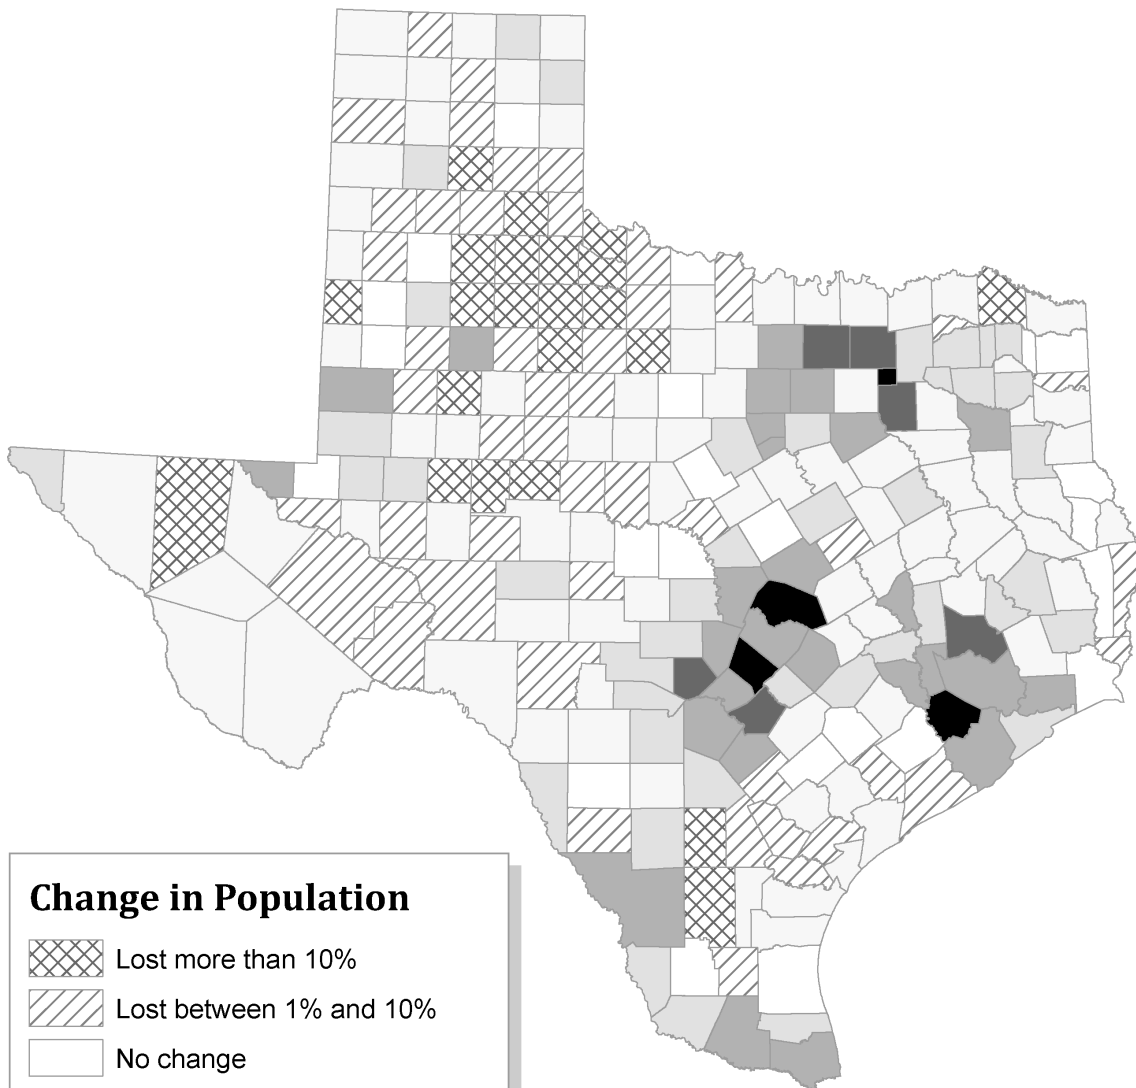 Change in Population
Lost more than 10%
Lost between 1% and 10%
No change